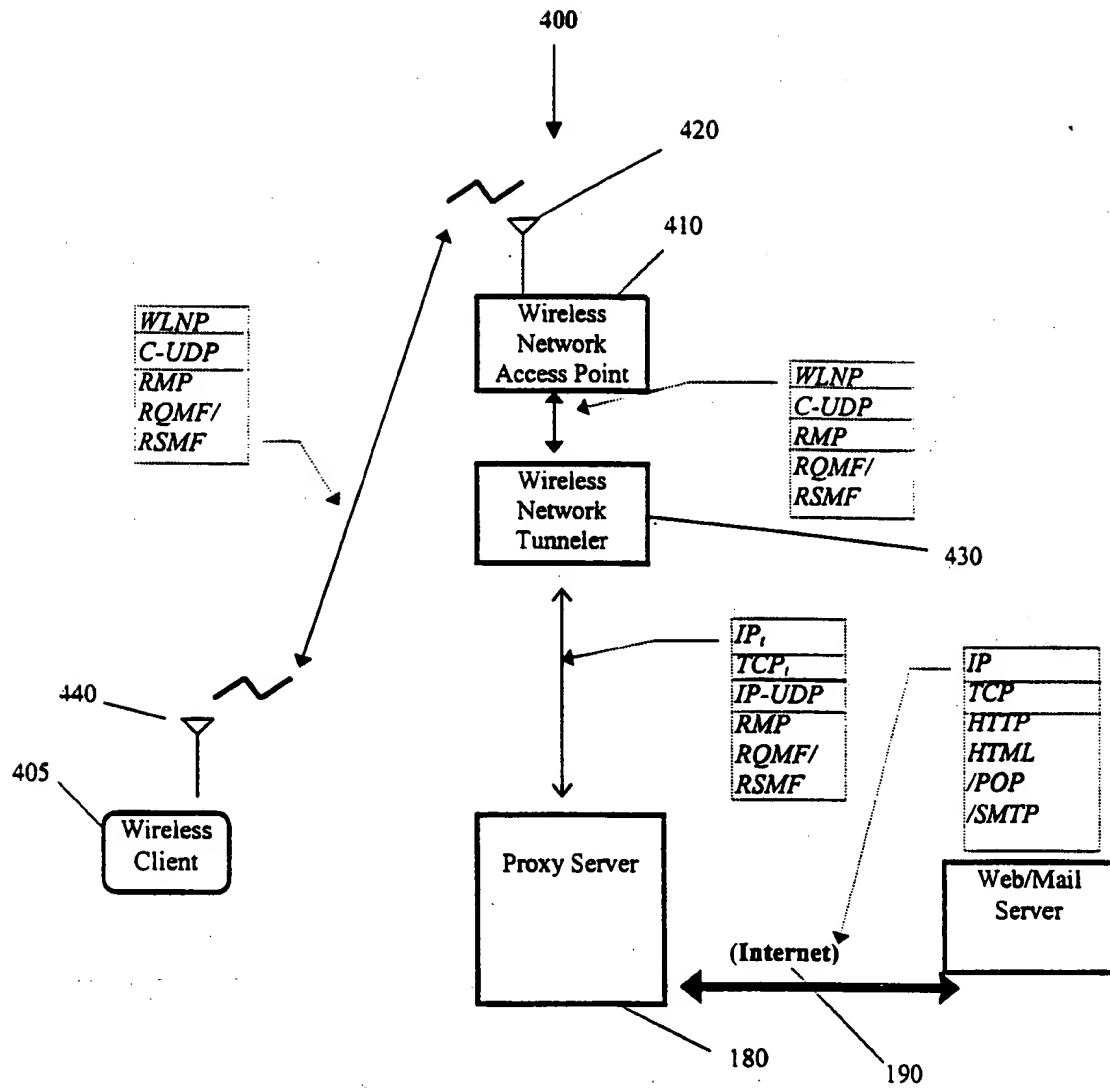 400
420
410
Wireless
Network
Access Point
WLNP
C-UDP
RMP
RQMF/
RSMF
WLNP
C-UDP
RMP
RQMF/
RSMF
Wireless
Network
Tunneler
430
IPt
TCPt
IP-UDP
RMP
RQMF/
RSMF
IP
TCP
HTTP
HTML
/POP
/SMTP
440
405
Wireless
Client
Proxy Server
Web/Mail
Server
(Internet)
180
190